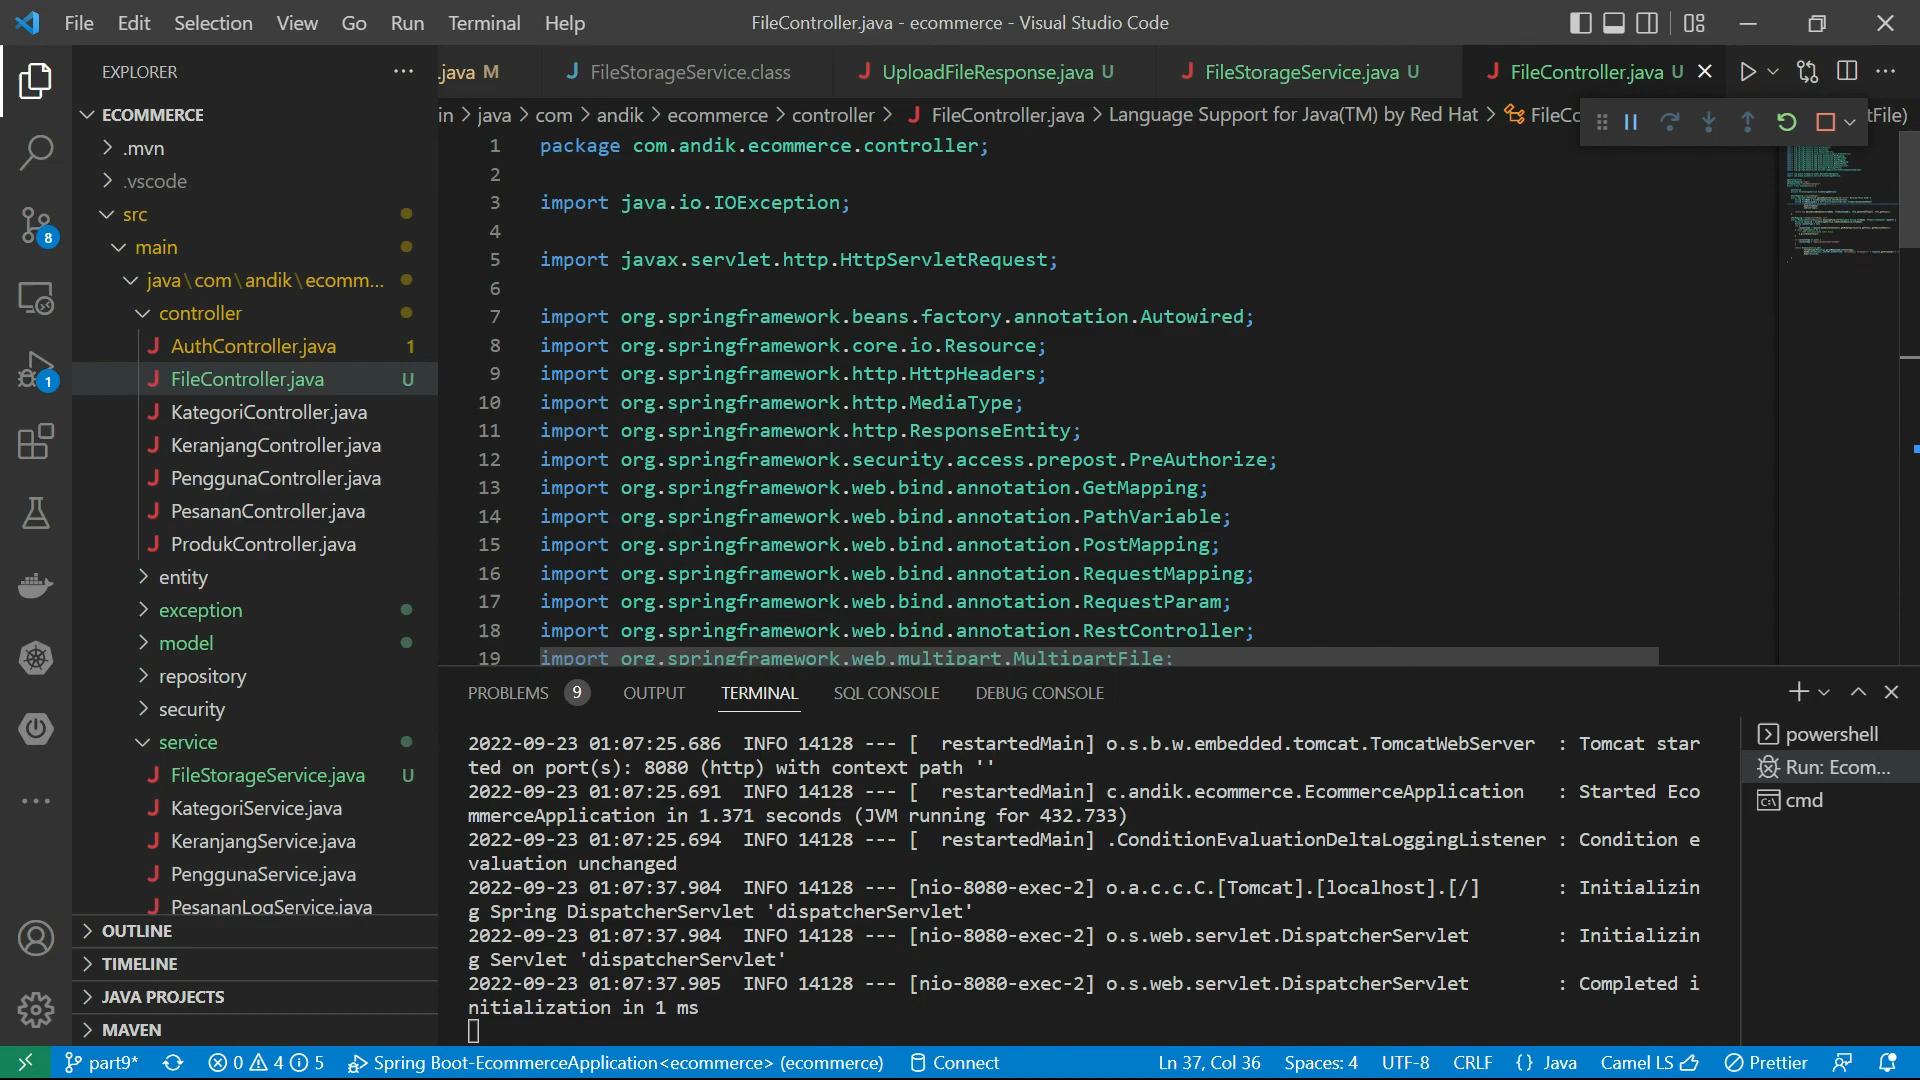 File Edit Selection View Go Run Terminal Help
FileController.java - ecommerce - Visual Studio Code
EXPLORER
.java M
FileStorageService.class
UploadFileResponse.java U
FileStorageService.java U
FileController.java U
in > java > com > andik > ecommerce > controller > FileController.java > Language Support for Java(TM) by Red Hat > FileCo
tFile)
ECOMMERCE
.mvn
.vscode
src
main
java\com\andik\ecomm...
controller
AuthController.java 1
FileController.java U
KategoriController.java
KeranjangController.java
PenggunaController.java
PesananController.java
ProdukController.java
entity
exception
model
repository
security
service
FileStorageService.java U
KategoriService.java
KeranjangService.java
PenggunaService.java
PesananLogService.java
OUTLINE
TIMELINE
JAVA PROJECTS
MAVEN
8
1
1 package com.andik.ecommerce.controller;
2
3 import java.io.IOException;
4
5 import javax.servlet.http.HttpServletRequest;
6
7 import org.springframework.beans.factory.annotation.Autowired;
8 import org.springframework.core.io.Resource;
9 import org.springframework.http.HttpHeaders;
10 import org.springframework.http.MediaType;
11 import org.springframework.http.ResponseEntity;
12 import org.springframework.security.access.prepost.PreAuthorize;
13 import org.springframework.web.bind.annotation.GetMapping;
14 import org.springframework.web.bind.annotation.PathVariable;
15 import org.springframework.web.bind.annotation.PostMapping;
16 import org.springframework.web.bind.annotation.RequestMapping;
17 import org.springframework.web.bind.annotation.RequestParam;
18 import org.springframework.web.bind.annotation.RestController;
19 import org.springframework.web.multipart.MultipartFile;
PROBLEMS 9 OUTPUT TERMINAL SQL CONSOLE DEBUG CONSOLE
2022-09-23 01:07:25.686  INFO 14128 --- [  restartedMain] o.s.b.w.embedded.tomcat.TomcatWebServer  : Tomcat star
ted on port(s): 8080 (http) with context path ''
2022-09-23 01:07:25.691  INFO 14128 --- [  restartedMain] c.andik.ecommerce.EcommerceApplication   : Started Eco
mmerceApplication in 1.371 seconds (JVM running for 432.733)
2022-09-23 01:07:25.694  INFO 14128 --- [  restartedMain] .ConditionEvaluationDeltaLoggingListener : Condition e
valuation unchanged
2022-09-23 01:07:37.904  INFO 14128 --- [nio-8080-exec-2] o.a.c.c.C.[Tomcat].[localhost].[/]       : Initializin
g Spring DispatcherServlet 'dispatcherServlet'
2022-09-23 01:07:37.904  INFO 14128 --- [nio-8080-exec-2] o.s.web.servlet.DispatcherServlet        : Initializin
g Servlet 'dispatcherServlet'
2022-09-23 01:07:37.905  INFO 14128 --- [nio-8080-exec-2] o.s.web.servlet.DispatcherServlet        : Completed i
nitialization in 1 ms
powershell
Run: Ecom...
cmd
part9* 0 4 5 Spring Boot-EcommerceApplication<ecommerce> (ecommerce) Connect Ln 37, Col 36 Spaces: 4 UTF-8 CRLF {} Java Camel LS Prettier